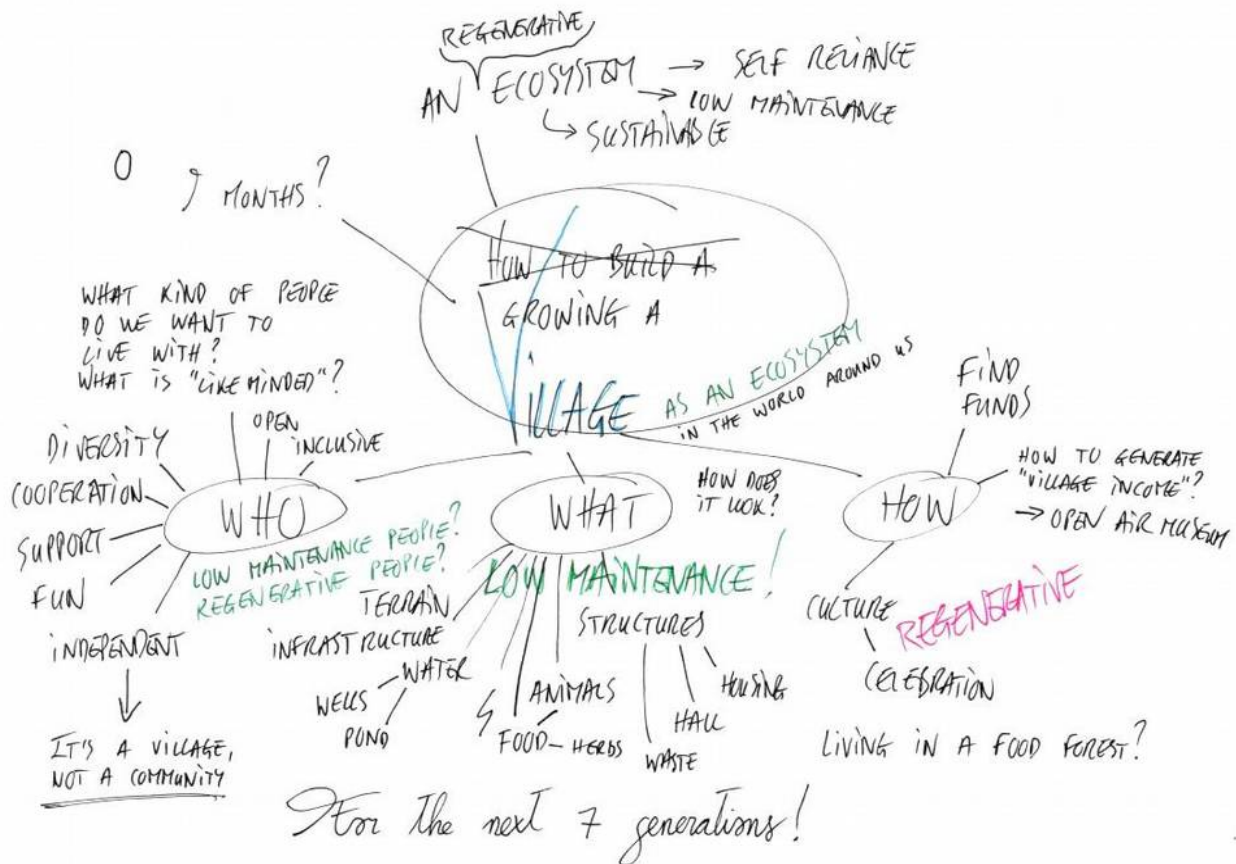 REGENERATIVE
AN ECOSYSTEM → SELF RELIANCE
→ LOW MAINTENANCE
↳ SUSTAINABLE
MONTHS?
HOW TO BUILD A
GROWING A
VILLAGE AS AN ECOSYSTEM
IN THE WORLD AROUND US
WHAT KIND OF PEOPLE
DO WE WANT TO
LIVE WITH?
WHAT IS "LIKE MINDED"?
OPEN
INCLUSIVE
DIVERSITY
COOPERATION
SUPPORT
FUN
INDEPENDENT
IT'S A VILLAGE,
NOT A COMMUNITY
WHO
LOW MAINTENANCE PEOPLE?
REGENERATIVE PEOPLE?
WHAT
HOW DOES
IT LOOK?
LOW MAINTENANCE!
TERRAIN
INFRASTRUCTURE
WATER
WELLS
POND
ANIMALS
FOOD - HERBS
STRUCTURES
HOUSING
HALL
WASTE
HOW
FIND
FUNDS
HOW TO GENERATE
"VILLAGE INCOME"?
→ OPEN AIR MUSEUM
CULTURE
REGENERATIVE
CELEBRATION
LIVING IN A FOOD FOREST?
For the next 7 generations!